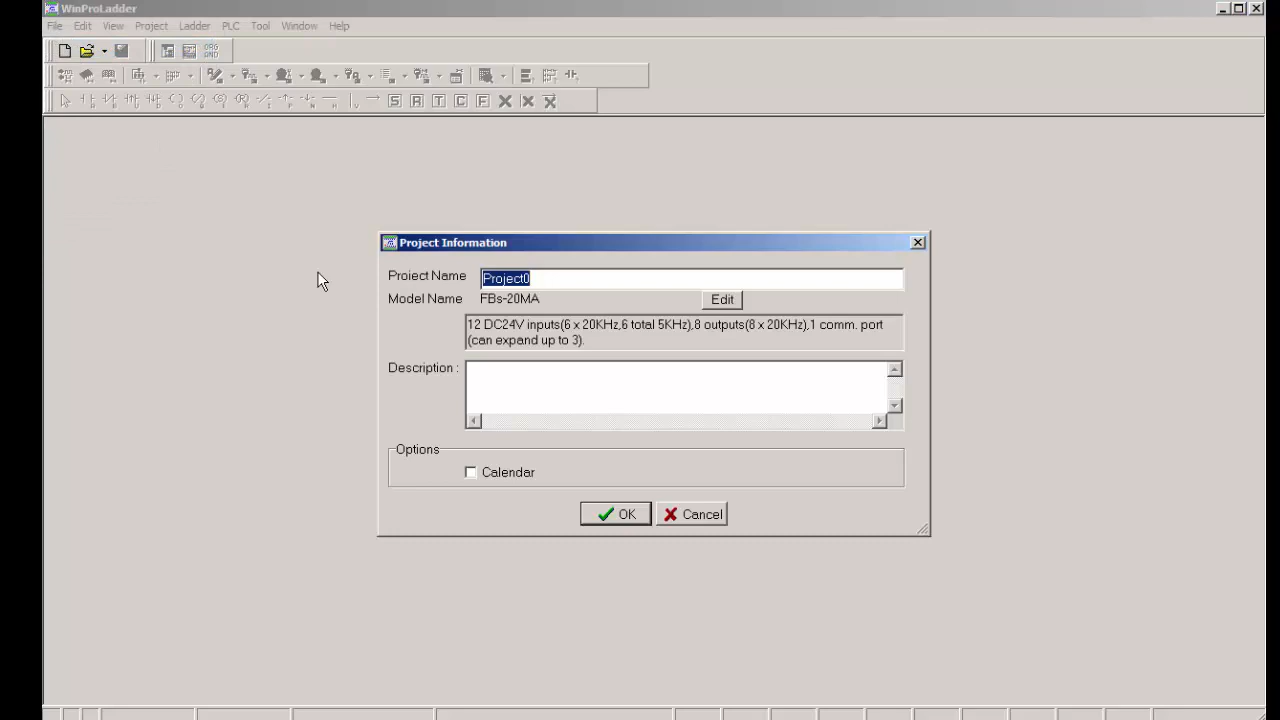 WinProLadder
File Edit View Project Ladder PLC Tool Window Help
ORG
AND
S R T C F
Project Information
Project Name Project0
Model Name FBs-20MA Edit
12 DC24V inputs(6 x 20KHz,6 total 5KHz),8 outputs(8 x 20KHz),1 comm. port
(can expand up to 3).
Description :
Options
Calendar
OK Cancel